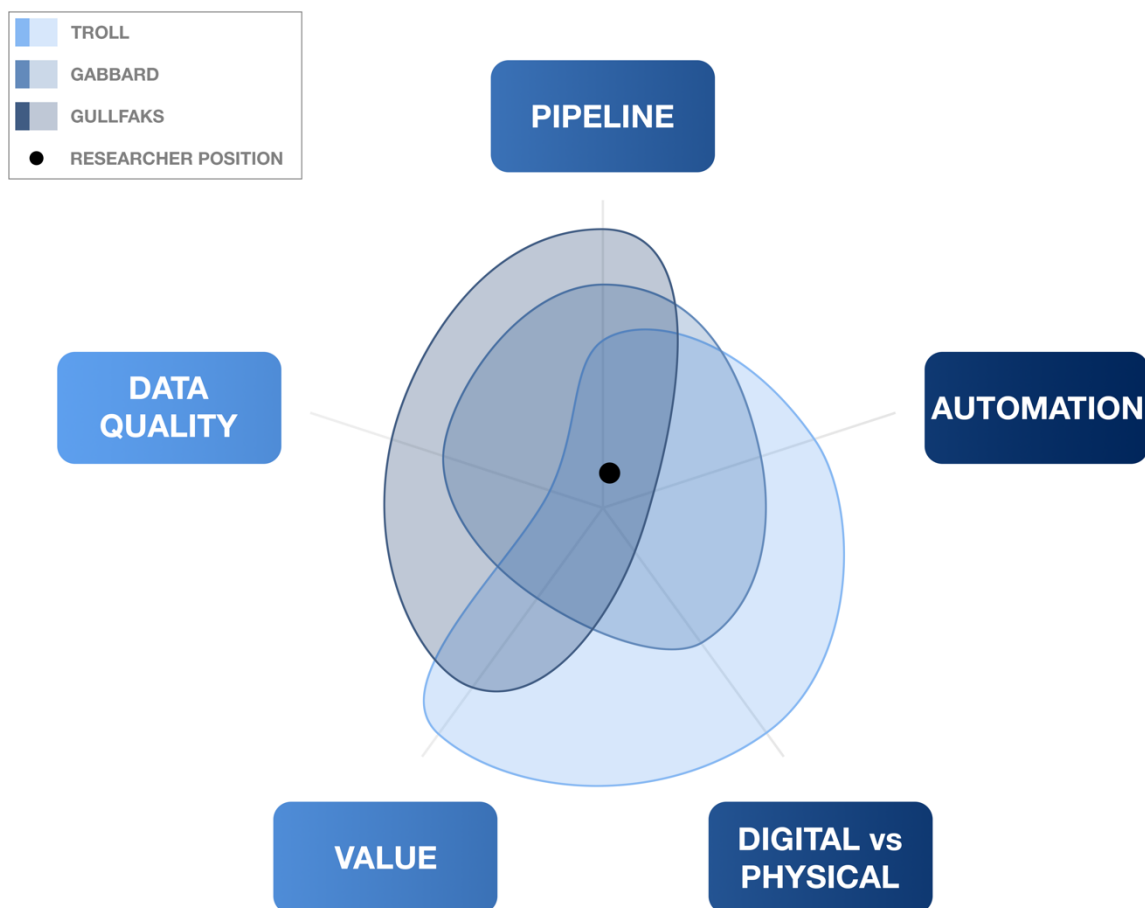 TROLL
GABBARD
GULLFAKS
RESEARCHER POSITION
PIPELINE
DATA
QUALITY
AUTOMATION
VALUE
DIGITAL vs
PHYSICAL